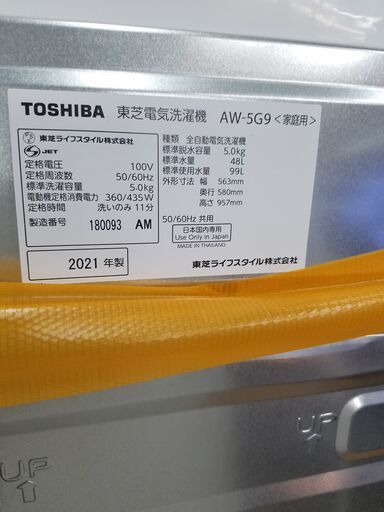 TOSHIBA 東芝電気洗濯機 AW-5G9 <家庭用>
東芝ライフスタイル株式会社
S JET
定格電圧 100V
定格周波数 50/60Hz
標準洗濯容量 5.0kg
電動機定格消費電力 360/435W
定格時間 洗いのみ 11分
製造番号 180093 AM
2021 年製
種類 全自動電気洗濯機
標準脱水容量 5.0kg
標準水量 48L
標準使用水量 99L
外形寸法 幅 563mm
奥行 580mm
高さ 957mm
50/60Hz 共用
日本国内専用
Use Only in Japan
MADE IN THAILAND
東芝ライフスタイル株式会社
UP
UP